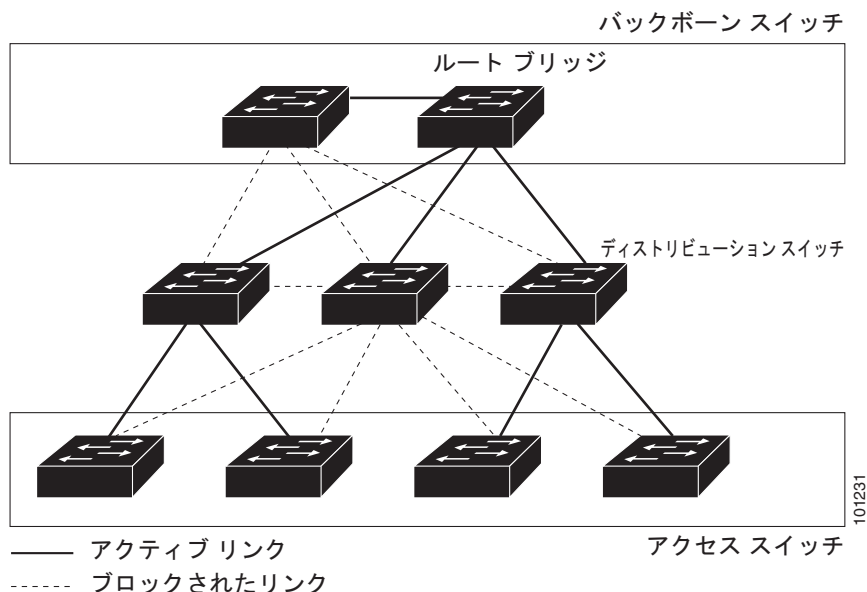 バックボーン スイッチ
ルート ブリッジ
ディストリビューション スイッチ
101231
アクセス スイッチ
アクティブ リンク
ブロックされたリンク